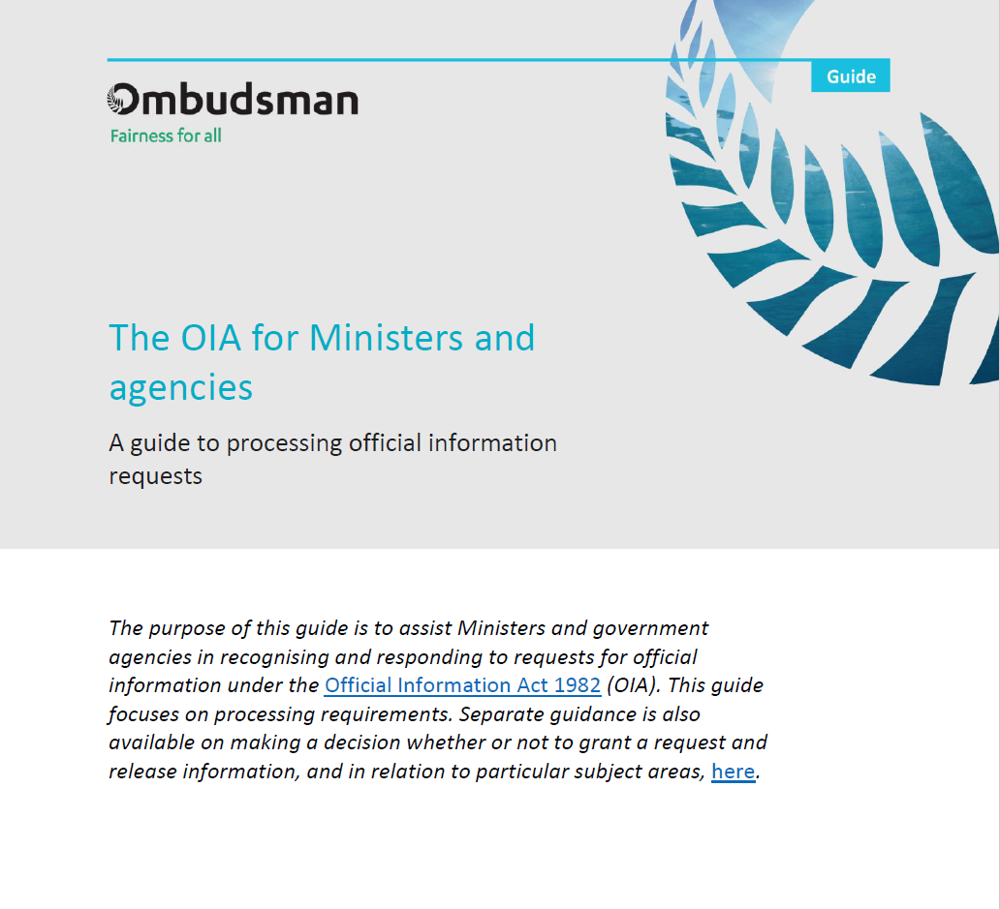 Guide
Ombudsman
Fairness for all
The OIA for Ministers and
agencies
A guide to processing official information
requests
The purpose of this guide is to assist Ministers and government
agencies in recognising and responding to requests for official
information under the Official Information Act 1982 (OIA). This guide
focuses on processing requirements. Separate guidance is also
available on making a decision whether or not to grant a request and
release information, and in relation to particular subject areas, here.